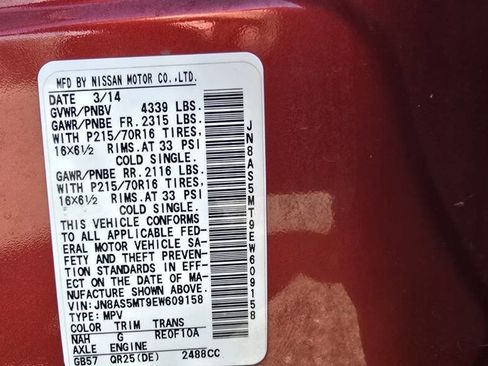 MFD BY NISSAN MOTOR CO.,LTD.
DATE 3/14
GVWR/PNBV 4339 LBS.
GAWR/PNBE FR.2315 LBS.
WITH P215/70R16 TIRES,
16X6½ RIMS.AT 33 PSI
COLD SINGLE.
GAWR/PNBE RR.2116 LBS.
WITH P215/70R16 TIRES,
16X6½ RIMS.AT 33 PSI
COLD SINGLE.
THIS VEHICLE CONFORMS
TO ALL APPLICABLE FED-
ERAL MOTOR VEHICLE SA-
FETY AND THEFT PREVEN-
TION STANDARDS IN EFF-
ECT ON THE DATE OF MA-
NUFACTURE SHOWN ABOVE.
VIN:JN8AS5MT9EW609158
TYPE:MPV
COLOR TRIM TRANS
NAH G RE0F10A
AXLE ENGINE
GB57 QR25(DE) 2488CC
JN8AS5MT9EW609158